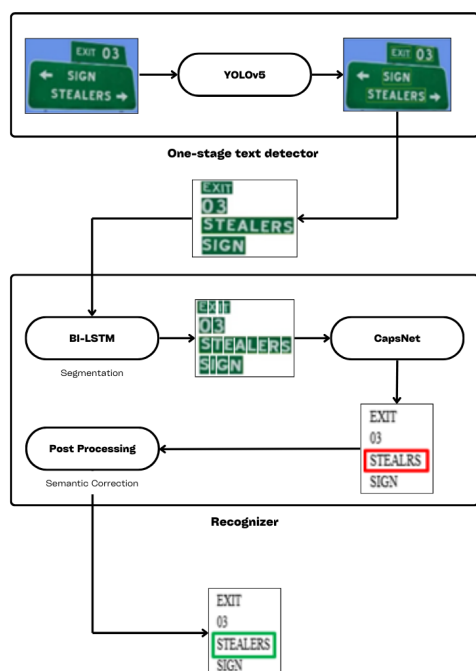 EXIT 03
← SIGN
STEALERS →
YOLOv5
EXIT 03
← SIGN
STEALERS →
One-stage text detector
EXIT
03
STEALERS
SIGN
BI-LSTM
Segmentation
EXIT
03
STEALERS
SIGN
CapsNet
EXIT
03
STEALRS
SIGN
Post Processing
Semantic Correction
Recognizer
EXIT
03
STEALERS
SIGN